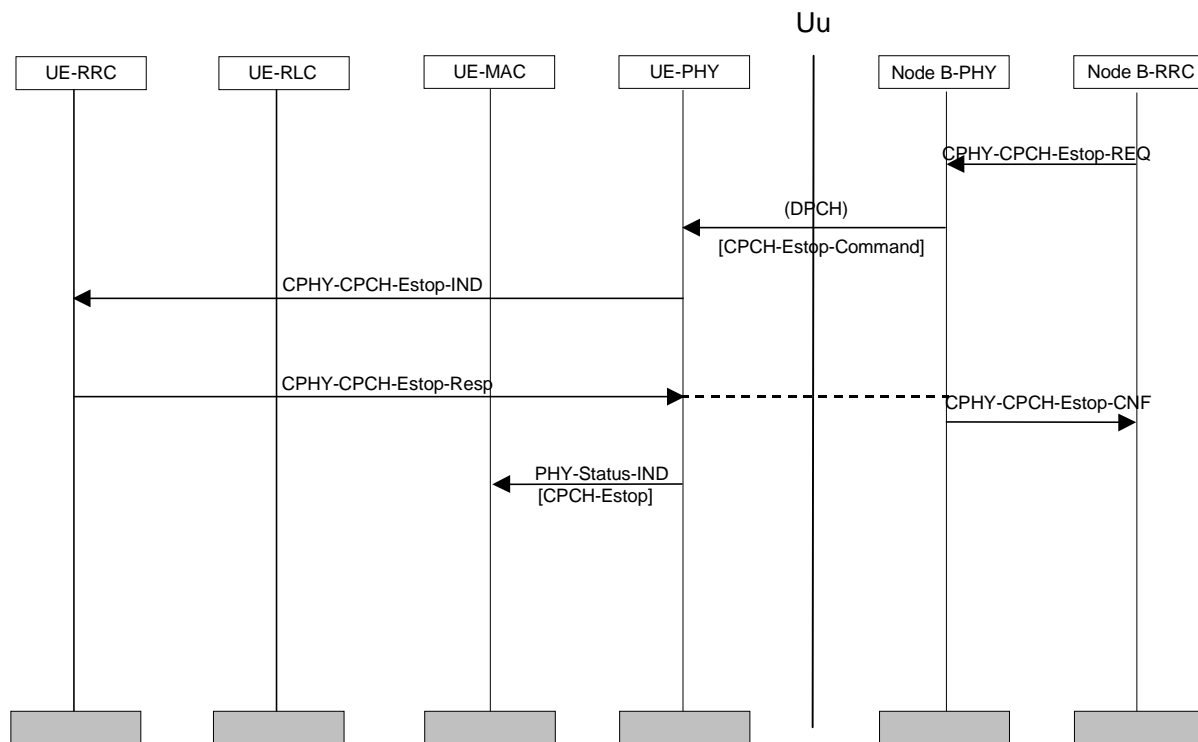 Uu
UE-RRC
UE-RLC
UE-MAC
UE-PHY
Node B-PHY
Node B-RRC
CPHY-CPCH-Estop-REQ
(DPCH)
[CPCH-Estop-Command]
CPHY-CPCH-Estop-IND
CPHY-CPCH-Estop-Resp
CPHY-CPCH-Estop-CNF
PHY-Status-IND
[CPCH-Estop]